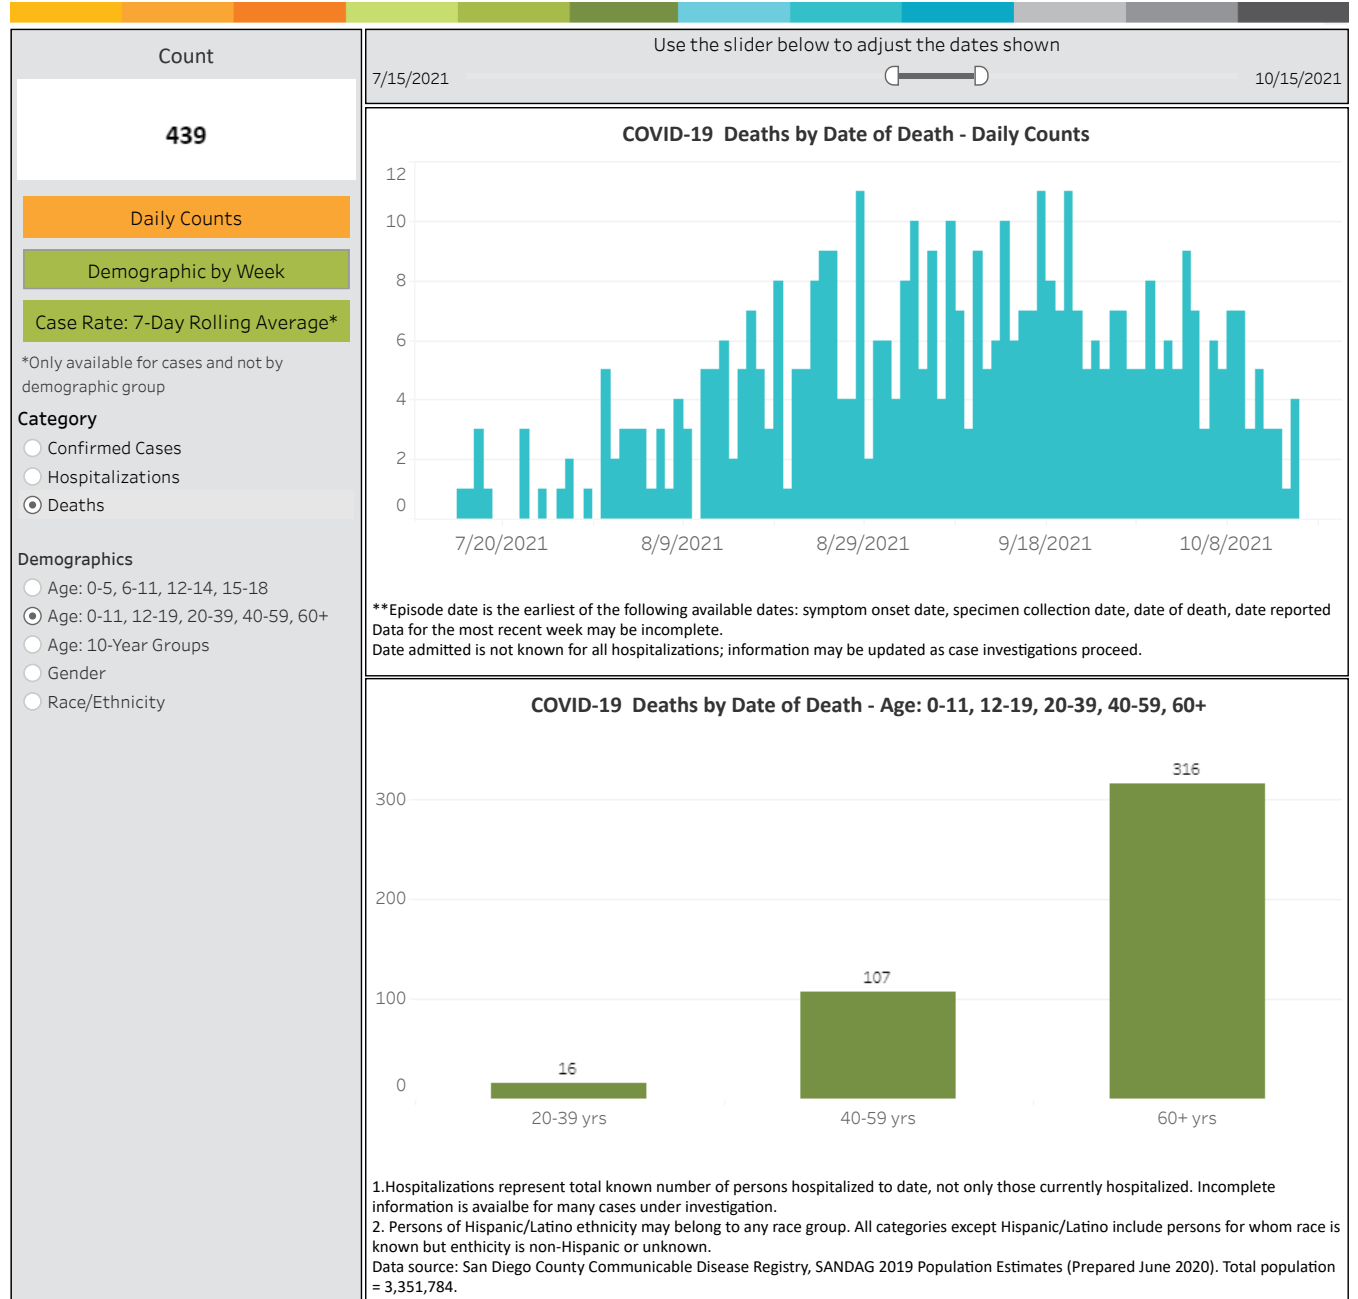 Count
439
Daily Counts
Demographic by Week
Case Rate: 7-Day Rolling Average*
*Only available for cases and not by
demographic group
Category
Confirmed Cases
Hospitalizations
Deaths
Demographics
Age: 0-5, 6-11, 12-14, 15-18
Age: 0-11, 12-19, 20-39, 40-59, 60+
Age: 10-Year Groups
Gender
Race/Ethnicity
Use the slider below to adjust the dates shown
7/15/2021 10/15/2021
COVID-19 Deaths by Date of Death - Daily Counts
12
10
8
6
4
2
0
7/20/2021 8/9/2021 8/29/2021 9/18/2021 10/8/2021
**Episode date is the earliest of the following available dates: symptom onset date, specimen collection date, date of death, date reported
Data for the most recent week may be incomplete.
Date admitted is not known for all hospitalizations; information may be updated as case investigations proceed.
COVID-19 Deaths by Date of Death - Age: 0-11, 12-19, 20-39, 40-59, 60+
316
300
200
107
100
16
0
20-39 yrs 40-59 yrs 60+ yrs
1.Hospitalizations represent total known number of persons hospitalized to date, not only those currently hospitalized. Incomplete
information is avaialbe for many cases under investigation.
2. Persons of Hispanic/Latino ethnicity may belong to any race group. All categories except Hispanic/Latino include persons for whom race is
known but enthicity is non-Hispanic or unknown.
Data source: San Diego County Communicable Disease Registry, SANDAG 2019 Population Estimates (Prepared June 2020). Total population
= 3,351,784.